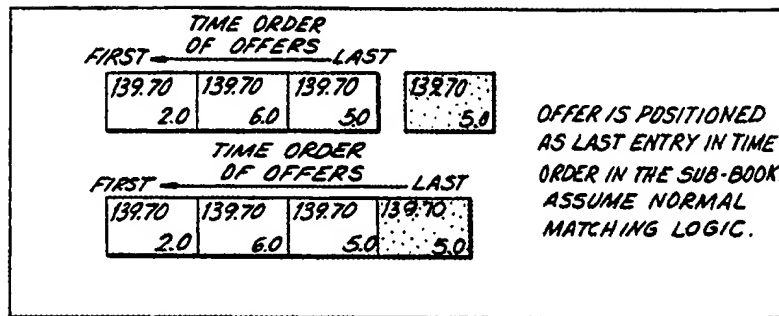 TIME ORDER
OF OFFERS
FIRST LAST
139.70 139.70 139.70 139.70
2.0 6.0 5.0 5.0
OFFER IS POSITIONED
AS LAST ENTRY IN TIME
ORDER IN THE SUB-BOOK.
ASSUME NORMAL
MATCHING LOGIC.
TIME ORDER
OF OFFERS
FIRST LAST
139.70 139.70 139.70 139.70
2.0 6.0 5.0 5.0